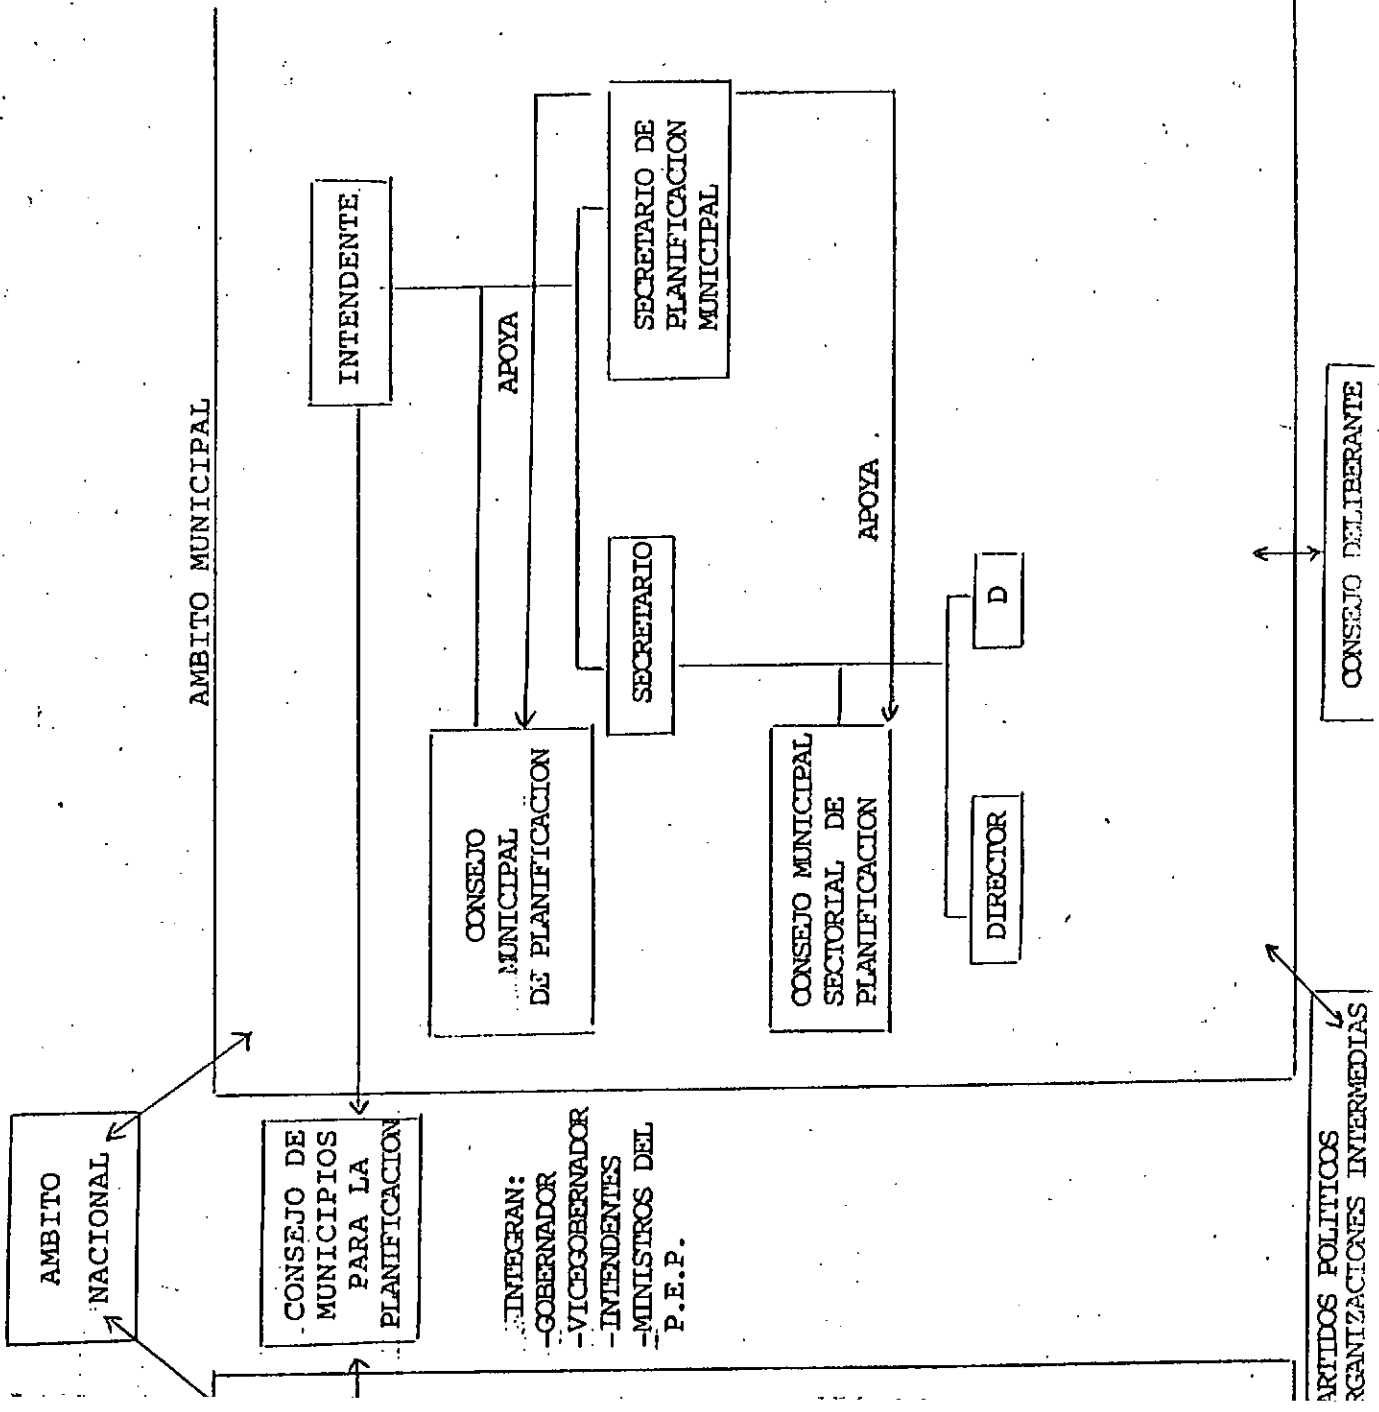 AMBITO
NACIONAL
AMBITO MUNICIPAL
CONSEJO DE
MUNICIPIOS
PARA LA
PLANIFICACION
INTENDENTE
INTEGRAN:
-GOBERNADOR
-VICEGOBERNADOR
-INTENDENTES
-MINISTROS DEL
P.E.P.
CONSEJO
MUNICIPAL
DE PLANIFICACION
APOYA
SECRETARIO
SECRETARIO DE
PLANIFICACION
MUNICIPAL
CONSEJO MUNICIPAL
SECTORIAL DE
PLANIFICACION
APOYA
DIRECTOR
D
ARTIDOS POLITICOS
RGANIZACIONES INTERMEDIAS
CONSEJO DELIBERANTE